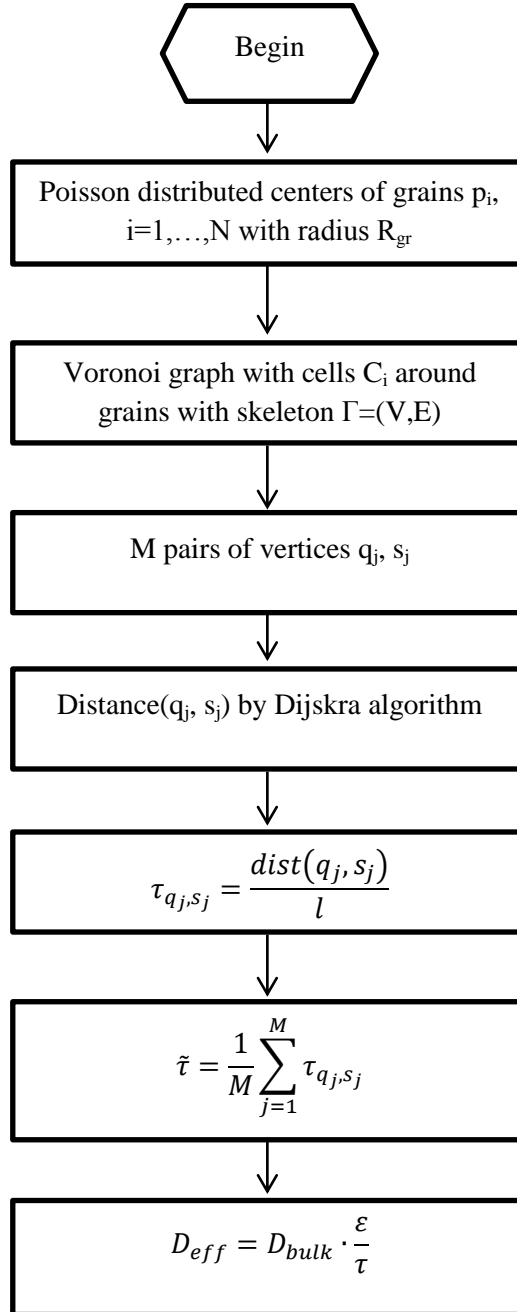 Begin
Poisson distributed centers of grains pᵢ,
i=1,…,N with radius R_gr
Voronoi graph with cells Cᵢ around
grains with skeleton Γ=(V,E)
M pairs of vertices qⱼ, sⱼ
Distance(qⱼ, sⱼ) by Dijskra algorithm
τ_{qⱼ,sⱼ} = dist(qⱼ, sⱼ) / l
τ̃ = 1/M ∑_{j=1}^{M} τ_{qⱼ,sⱼ}
D_eff = D_bulk · ε/τ